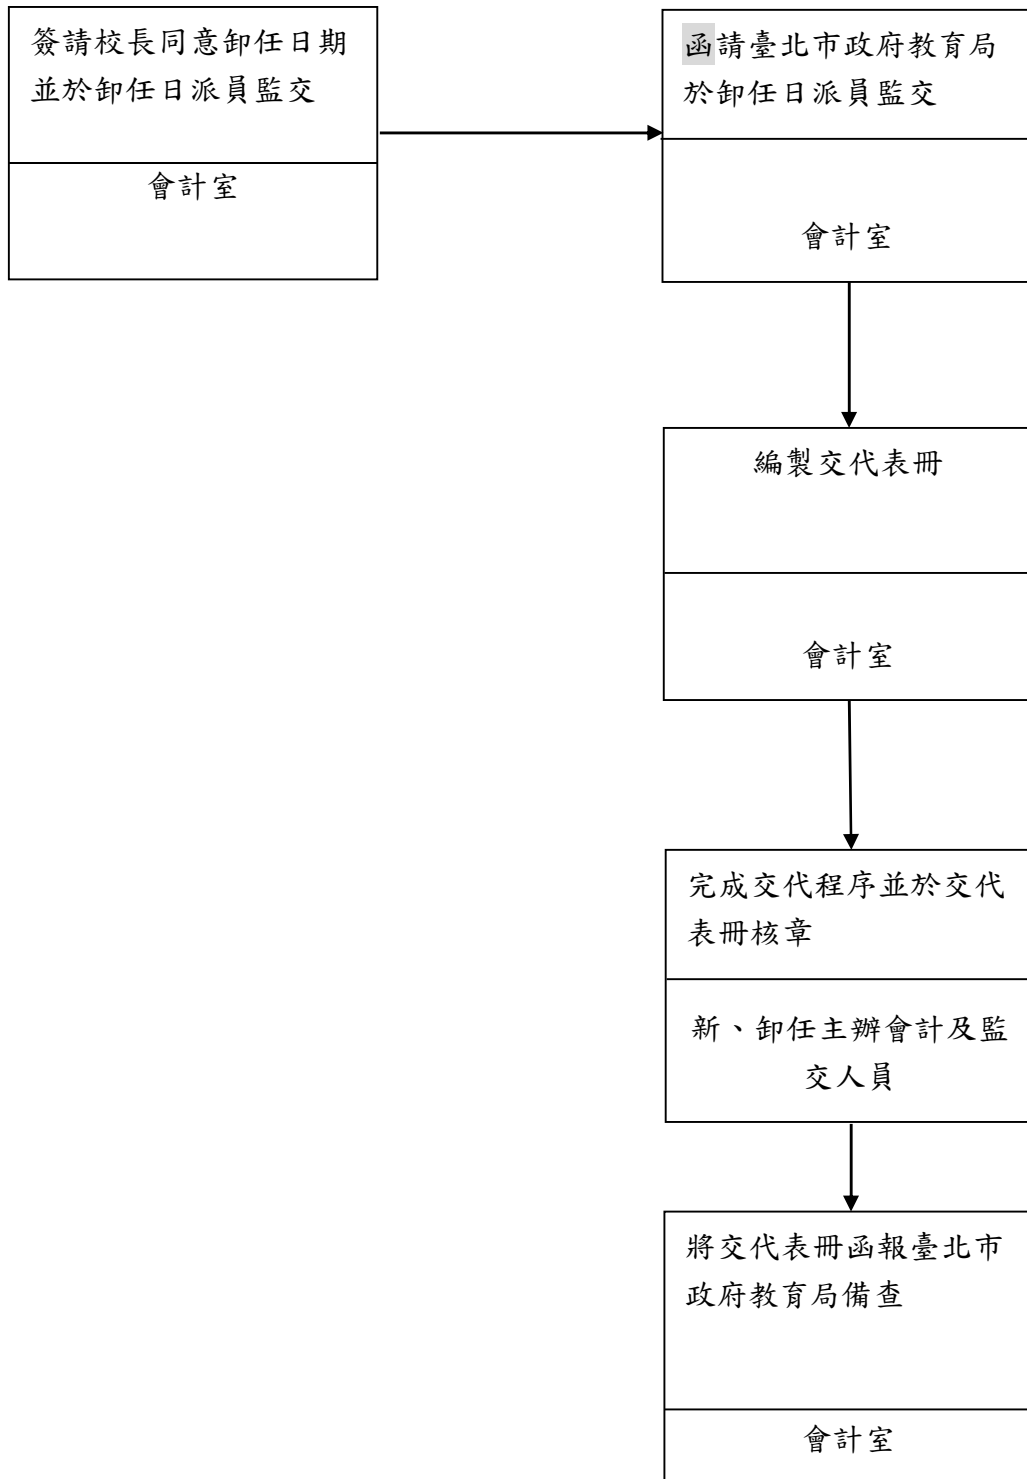 簽請校長同意卸任日期
並於卸任日派員監交
會計室
函請臺北市政府教育局
於卸任日派員監交
會計室
編製交代表冊
會計室
完成交代程序並於交代
表冊核章
新、卸任主辦會計及監
交人員
將交代表冊函報臺北市
政府教育局備查
會計室